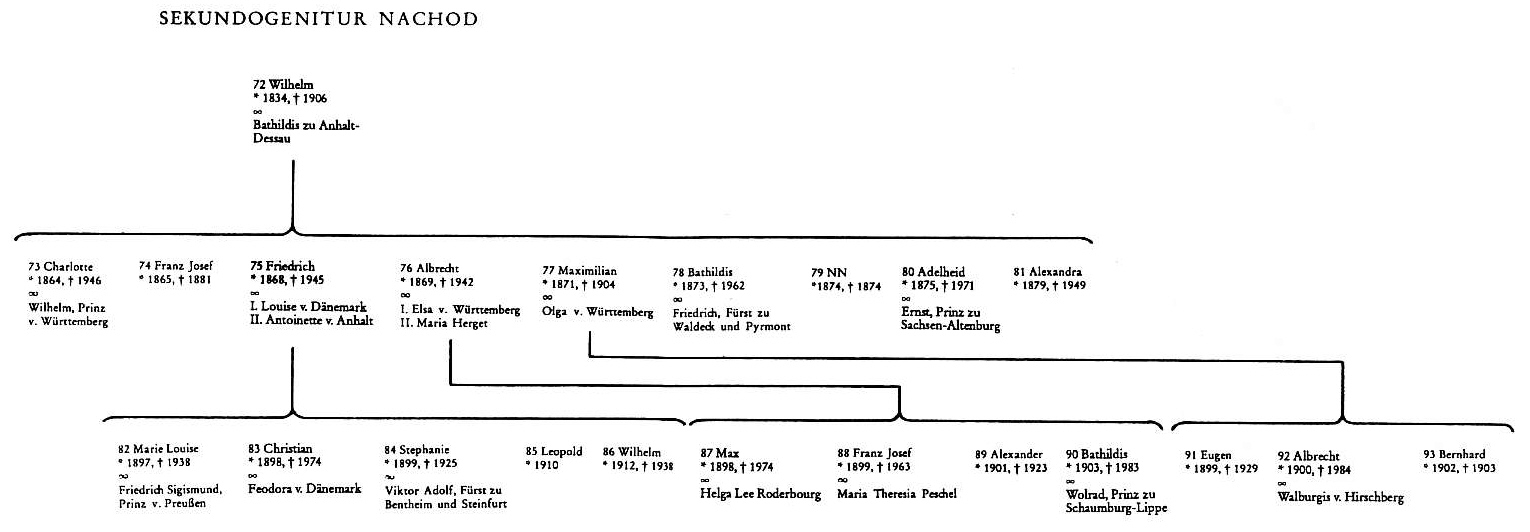 SEKUNDOGENITUR NACHOD
72 Wilhelm
* 1834, † 1906
∞
Bathildis zu Anhalt-
Dessau
73 Charlotte
* 1864, † 1946
∞
Wilhelm, Prinz
v. Württemberg
74 Franz Josef
* 1865, † 1881
75 Friedrich
* 1868, † 1945
∞
I. Louise v. Dänemark
II. Antoinette v. Anhalt
76 Albrecht
* 1869, † 1942
∞
I. Elsa v. Württemberg
II. Maria Herget
77 Maximilian
* 1871, † 1904
∞
Olga v. Württemberg
78 Bathildis
* 1873, † 1962
∞
Friedrich, Fürst zu
Waldeck und Pyrmont
79 NN
*1874, † 1874
80 Adelheid
* 1875, † 1971
∞
Ernst, Prinz zu
Sachsen-Altenburg
81 Alexandra
* 1879, † 1949
82 Marie Louise
* 1897, † 1938
∞
Friedrich Sigismund,
Prinz v. Preußen
83 Christian
* 1898, † 1974
∞
Feodora v. Dänemark
84 Stephanie
* 1899, † 1925
∞
Viktor Adolf, Fürst zu
Bentheim und Steinfurt
85 Leopold
* 1910
86 Wilhelm
* 1912, † 1938
87 Max
* 1898, † 1974
∞
Helga Lee Roderbourg
88 Franz Josef
* 1899, † 1963
∞
Maria Theresia Peschel
89 Alexander
* 1901, † 1923
90 Bathildis
* 1903, † 1983
∞
Wolrad, Prinz zu
Schaumburg-Lippe
91 Eugen
* 1899, † 1929
92 Albrecht
* 1900, † 1984
∞
Walburgis v. Hirschberg
93 Bernhard
* 1902, † 1903